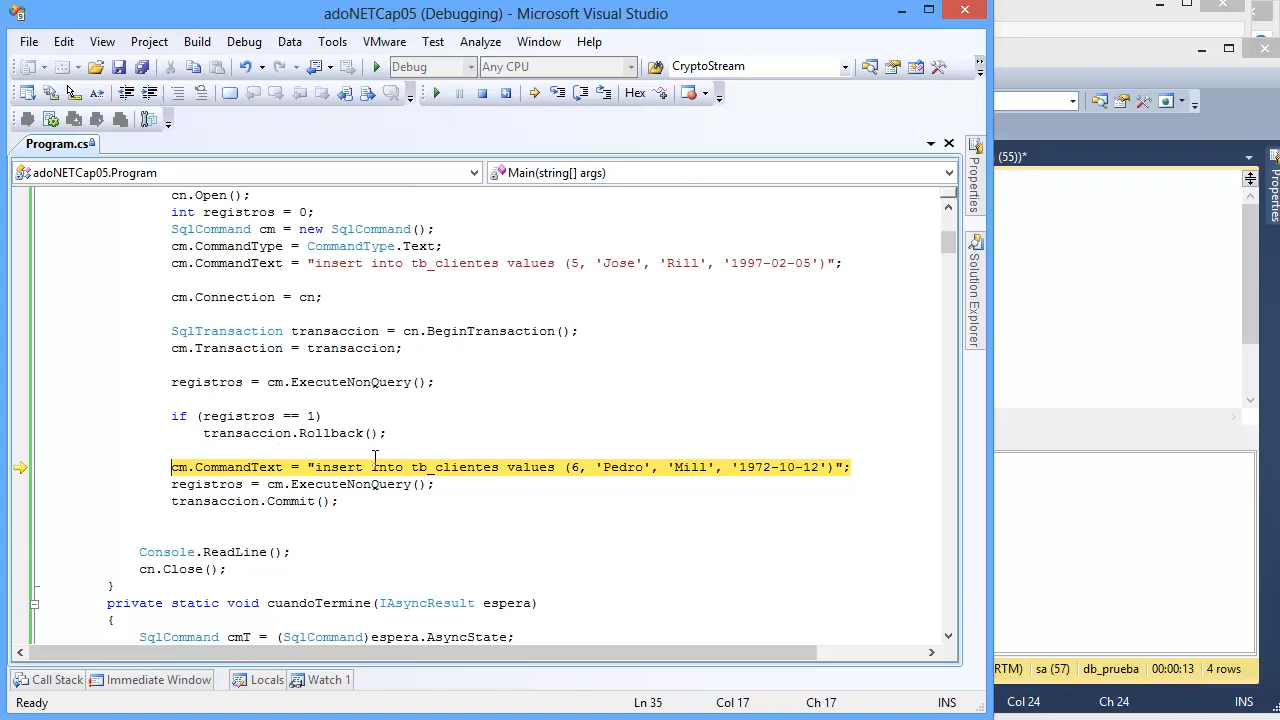 adoNETCap05 (Debugging) - Microsoft Visual Studio
File Edit View Project Build Debug Data Tools VMware Test Analyze Window Help
Debug Any CPU CryptoStream
Hex
Program.cs
(55))*
adoNETCap05.Program Main(string[] args)
Properties
Solution Explorer
Properties
cn.Open();
int registros = 0;
SqlCommand cm = new SqlCommand();
cm.CommandType = CommandType.Text;
cm.CommandText = "insert into tb_clientes values (5, 'Jose', 'Rill', '1997-02-05')";
cm.Connection = cn;
SqlTransaction transaccion = cn.BeginTransaction();
cm.Transaction = transaccion;
registros = cm.ExecuteNonQuery();
if (registros == 1)
transaccion.Rollback();
cm.CommandText = "insert into tb_clientes values (6, 'Pedro', 'Mill', '1972-10-12')";
registros = cm.ExecuteNonQuery();
transaccion.Commit();
Console.ReadLine();
cn.Close();
}
private static void cuandoTermine(IAsyncResult espera)
{
SqlCommand cmT = (SqlCommand)espera.AsyncState;
RTM) sa (57) db_prueba 00:00:13 4 rows
Call Stack Immediate Window Locals Watch 1
Ready Ln 35 Col 17 Ch 17 INS
Col 24 Ch 24 INS